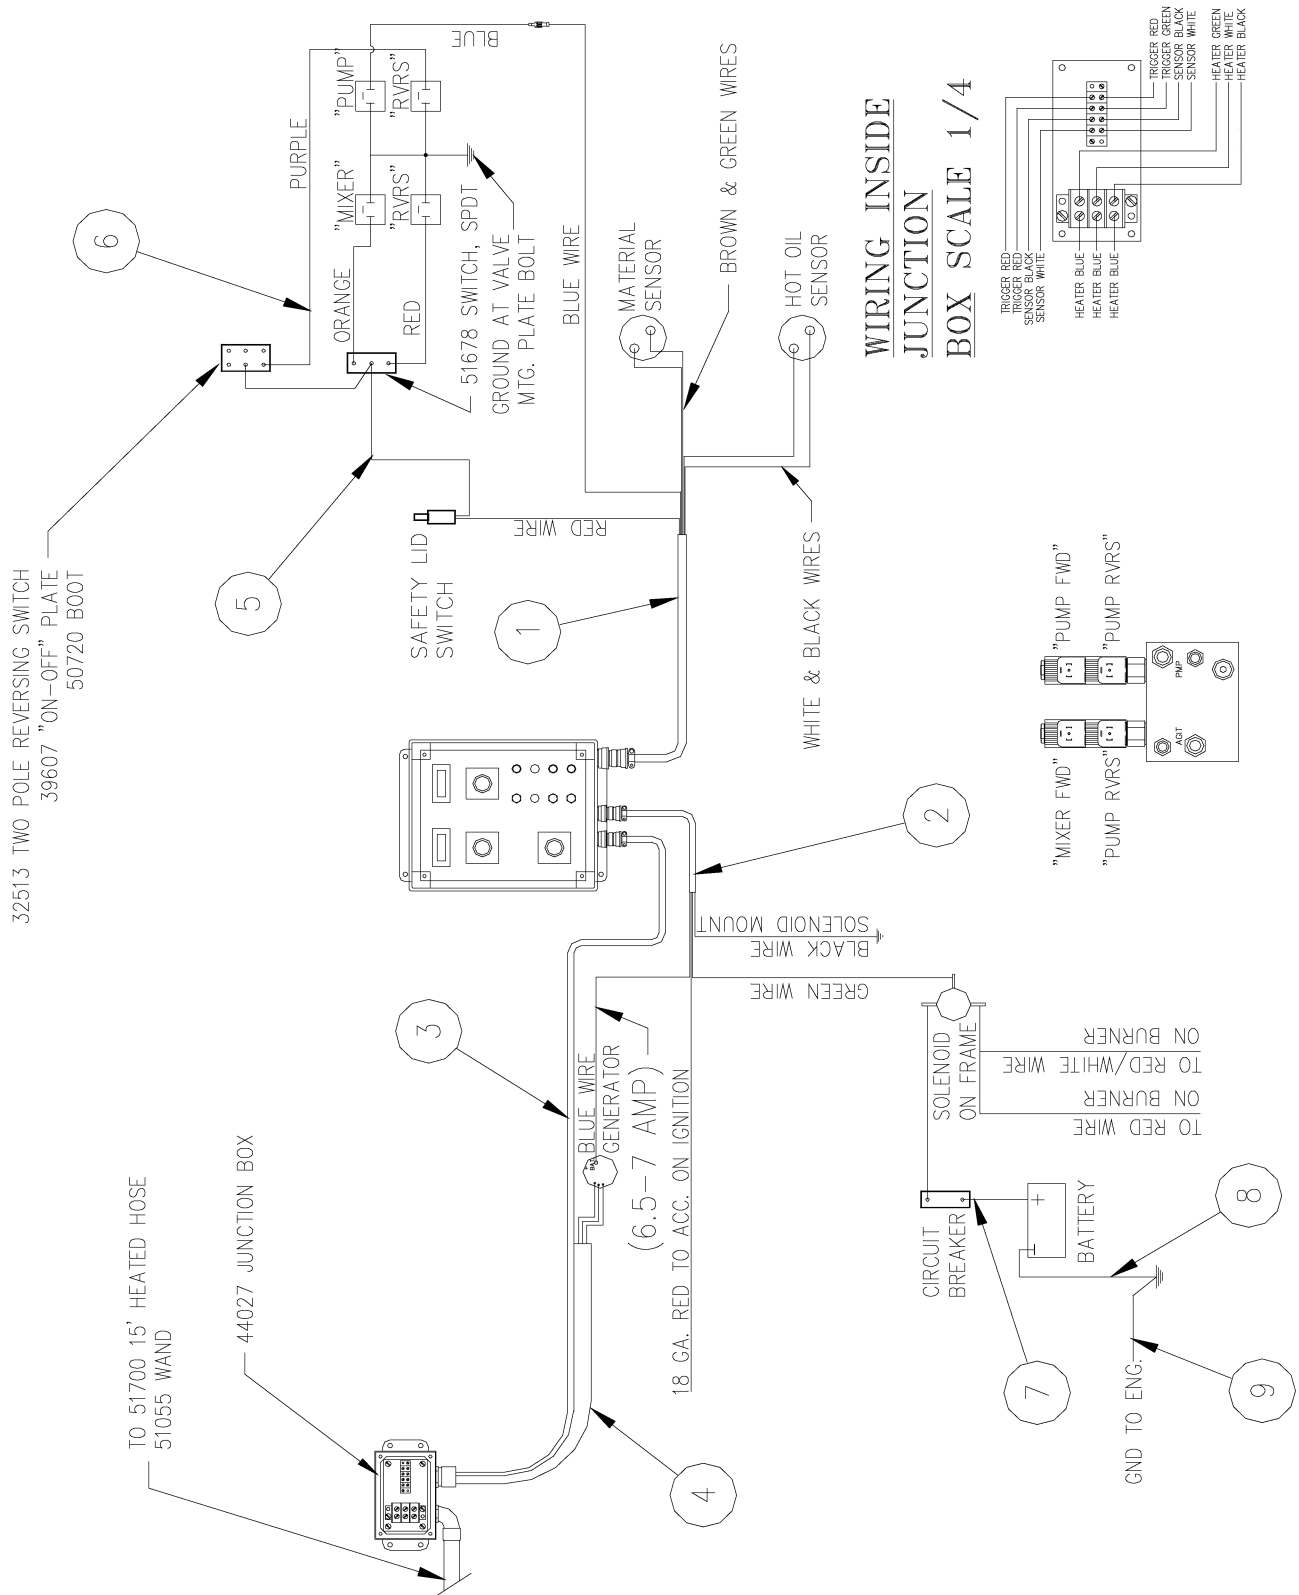 32513 TWO POLE REVERSING SWITCH
39607 "ON-OFF" PLATE
50720 BOOT
6
5
PURPLE
ORANGE
RED
"MIXER"
"PUMP"
"RVRS"
"RVRS"
BLUE
51678 SWITCH, SPDT
GROUND AT VALVE
MTG. PLATE BOLT
SAFETY LID
SWITCH
RED WIRE
BLUE WIRE
1
MATERIAL
SENSOR
BROWN & GREEN WIRES
HOT OIL
SENSOR
WHITE & BLACK WIRES
TO 51700 15' HEATED HOSE
51055 WAND
44027 JUNCTION BOX
3
4
2
BLUE WIRE
GENERATOR
(6.5-7 AMP)
BAT
18 GA. RED TO ACC. ON IGNITION
BLACK WIRE
SOLENOID MOUNT
GREEN WIRE
SOLENOID
ON FRAME
TO RED/WHITE WIRE
ON BURNER
TO RED WIRE
ON BURNER
CIRCUIT
BREAKER
+
BATTERY
7
8
9
GND TO ENG.
"MIXER FWD"
"PUMP RVRS"
"PUMP FWD"
"PUMP RVRS"
AGIT
PMP
WIRING INSIDE
JUNCTION
BOX SCALE 1/4
TRIGGER RED
TRIGGER RED
SENSOR BLACK
SENSOR WHITE
HEATER BLUE
HEATER BLUE
HEATER BLUE
TRIGGER RED
TRIGGER GREEN
SENSOR BLACK
SENSOR WHITE
HEATER GREEN
HEATER WHITE
HEATER BLACK